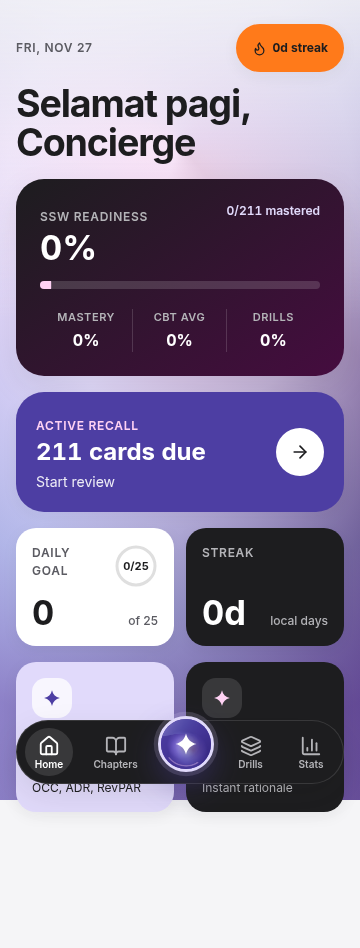 FRI, NOV 27
0d streak
Selamat pagi,
Concierge
SSW READINESS
0/211 mastered
0%
MASTERY
CBT AVG
DRILLS
0%
0%
0%
ACTIVE RECALL
211 cards due
Start review
DAILY
GOAL
0/25
0
of 25
STREAK
0d
local days
Home
Chapters
Drills
Stats
OCC, ADR, RevPAR
Instant rationale